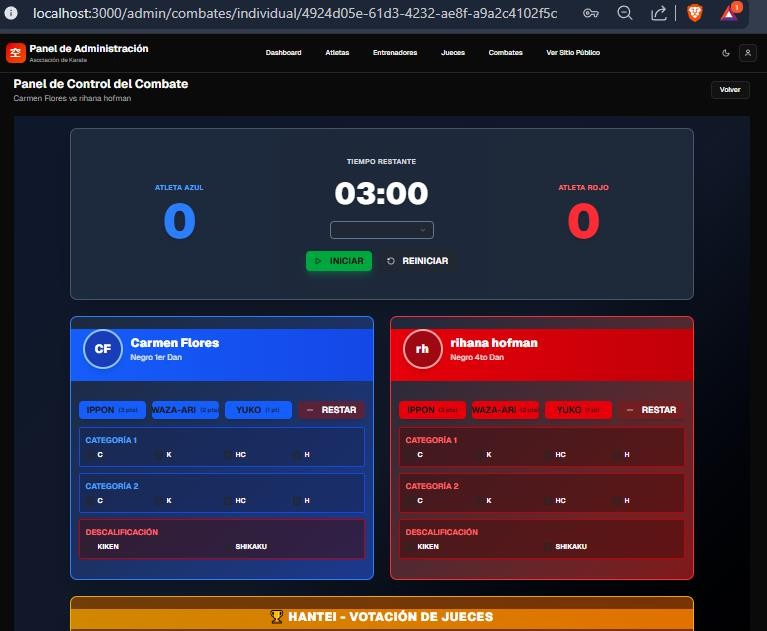 localhost:3000/admin/combates/individual/4924d05e-61d3-4232-ae8f-a9a2c4102f5c
1
Panel de Administración
Asociación de Karate
Dashboard Atletas Entrenadores Jueces Combates Ver Sitio Público
Panel de Control del Combate
Carmen Flores vs rihana hofman
Volver
TIEMPO RESTANTE
ATLETA AZUL
0
03:00
ATLETA ROJO
0
INICIAR REINICIAR
CF
Carmen Flores
Negro 1er Dan
IPPON (3 pts) WAZA-ARI (2 pts) YUKO (1 pt) RESTAR
CATEGORÍA 1
C K HC H
CATEGORÍA 2
C K HC H
DESCALIFICACIÓN
KIKEN SHIKAKU
rh
rihana hofman
Negro 4to Dan
IPPON (3 pts) WAZA-ARI (2 pts) YUKO (1 pt) RESTAR
CATEGORÍA 1
C K HC H
CATEGORÍA 2
C K HC H
DESCALIFICACIÓN
KIKEN SHIKAKU
HANTEI - VOTACIÓN DE JUECES